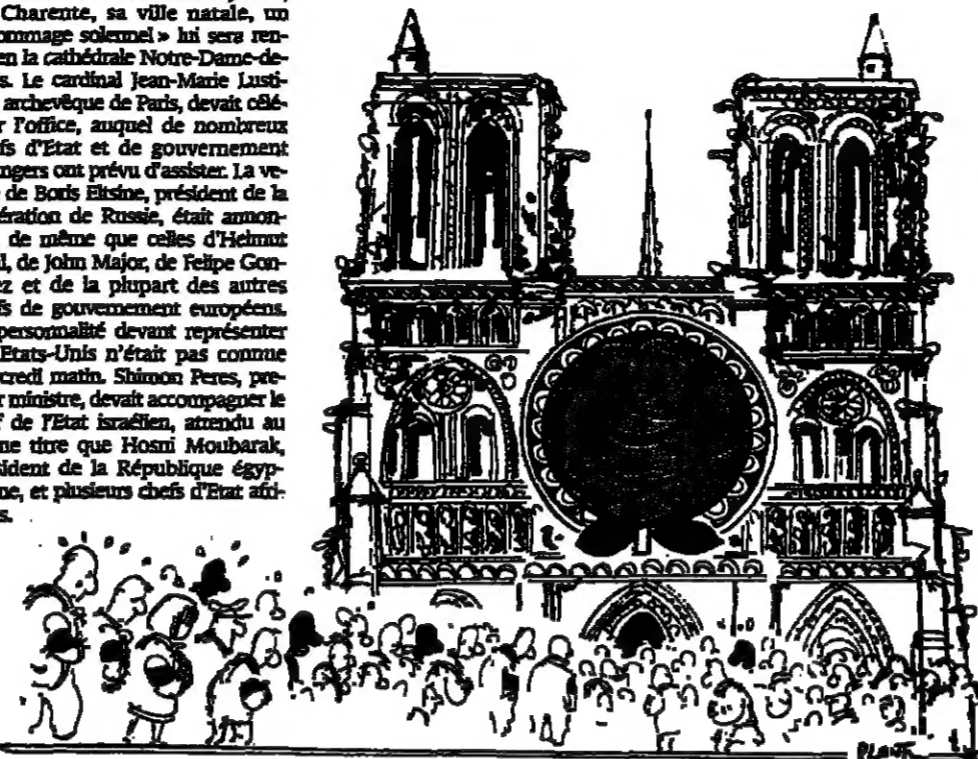 Charente, sa ville natale, un
ommage solennel » lui sera ren-
en la cathédrale Notre-Dame-de-
s. Le cardinal Jean-Marie Lusti-
archevêque de Paris, devait célé-
r l'office, auquel de nombreux
fs d'Etat et de gouvernement
ngers ont prévu d'assister. La ve-
de Boris Eltsine, président de la
ération de Russie, était annon-
de même que celles d'Helmut
l, de John Major, de Felipe Gon-
ez et de la plupart des autres
fs de gouvernement européens.
personnalité devant représenter
Etats-Unis n'était pas connue
credi matin. Shimon Peres, pre-
r ministre, devait accompagner le
f de l'Etat israélien, attendu au
ne titre que Hosni Moubarak,
sident de la République égyp-
ne, et plusieurs chefs d'Etat afri-
s.
PLANTU